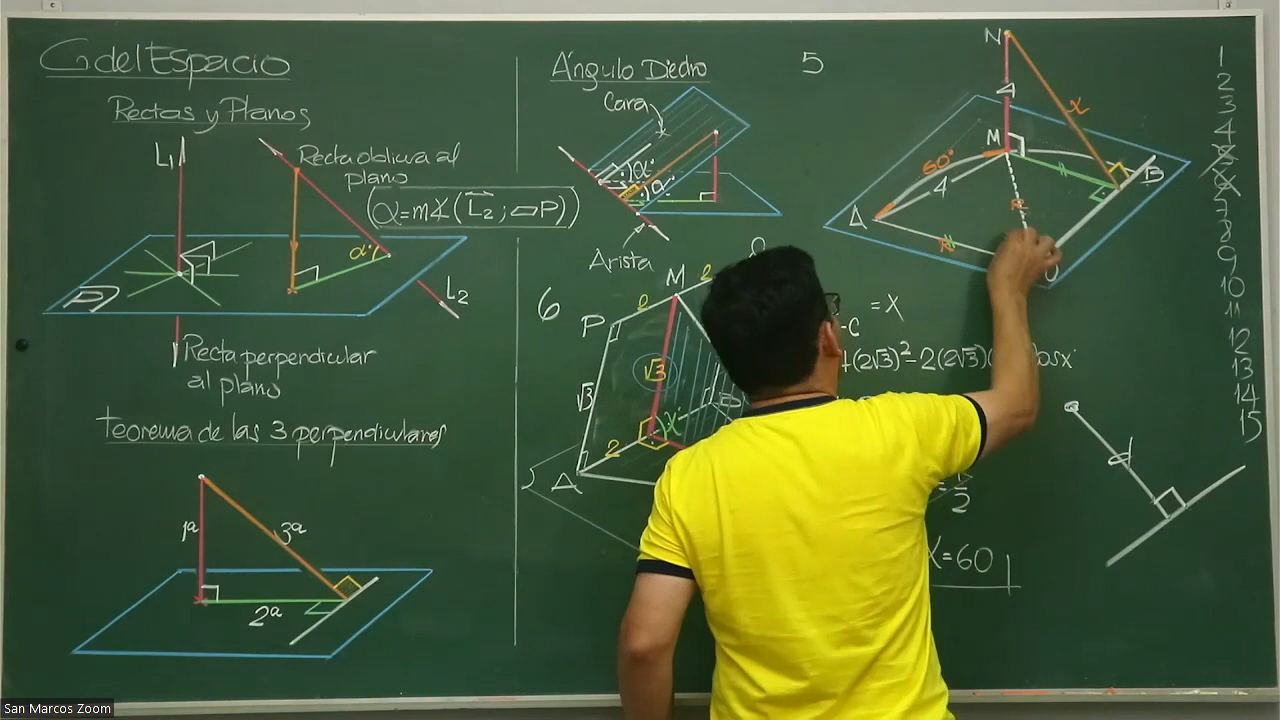 G del Espacio
Rectas y Planos
L1
Recta oblicua al
plano
α = m∡(L2 ; ▱P)
α°
P
L2
Recta perpendicular
al plano
Teorema de las 3 perpendiculares
1ª
3ª
2ª
Ángulo Diedro
Cara
α°
α°
Arista
6
M
Q
P
e
e
√3
√3
x°
2
A
B
5
N
4
x
M
60°
4
A
B
R
R
= X
-C
+(2√3)²-2(2√3)(
cosx°
d
= 1/2
X=60
1
2
3
4
5
6
7
8
9
10
11
12
13
14
15
San Marcos Zoom